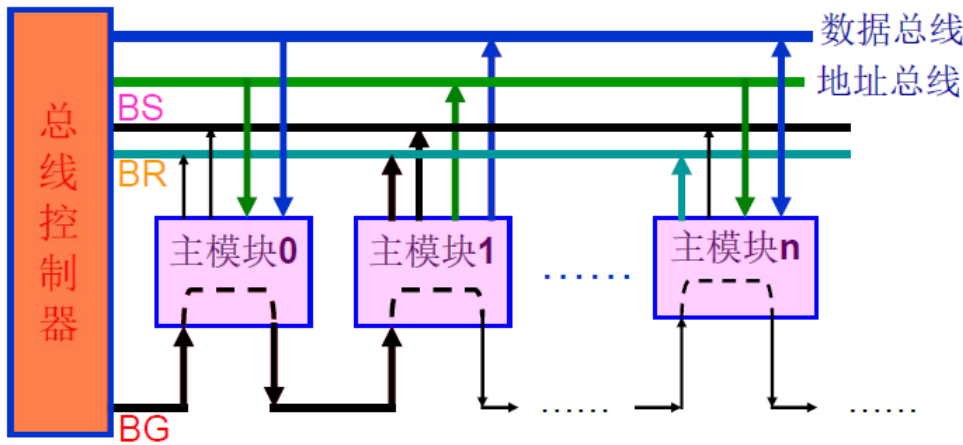 数据总线
地址总线
BS
BR
总线控制器
主模块0
主模块1
......
主模块n
BG
......
......